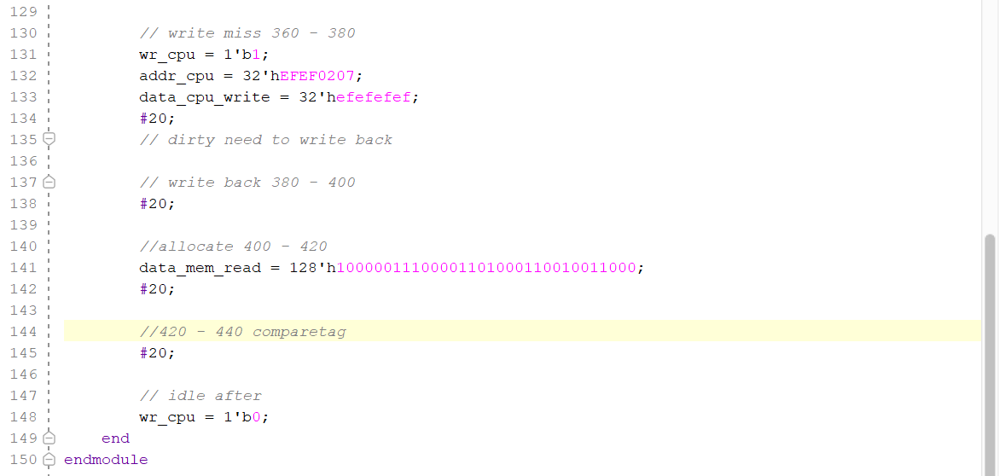 129
130 // write miss 360 - 380
131 wr_cpu = 1'b1;
132 addr_cpu = 32'hEFEF0207;
133 data_cpu_write = 32'hefefefef;
134 #20;
135 // dirty need to write back
136
137 // write back 380 - 400
138 #20;
139
140 //allocate 400 - 420
141 data_mem_read = 128'h10000011100001101000110010011000;
142 #20;
143
144 //420 - 440 comparetag
145 #20;
146
147 // idle after
148 wr_cpu = 1'b0;
149 end
150 endmodule